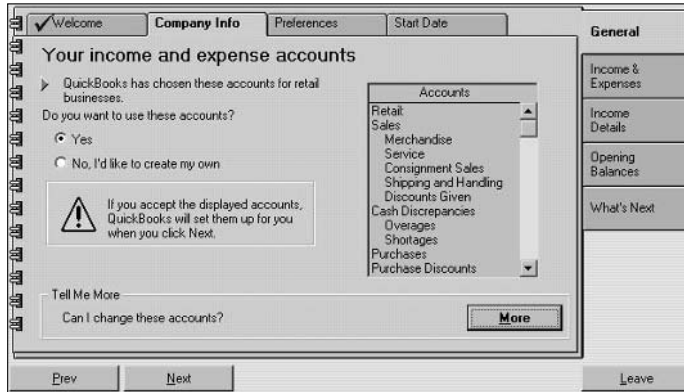 Welcome
Company Info
Preferences
Start Date
Your income and expense accounts
QuickBooks has chosen these accounts for retail
businesses.
Do you want to use these accounts?
Yes
No, I'd like to create my own
If you accept the displayed accounts,
QuickBooks will set them up for you
when you click Next.
Accounts
Retail:
Sales
Merchandise
Service
Consignment Sales
Shipping and Handling
Discounts Given
Cash Discrepancies
Overages
Shortages
Purchases
Purchase Discounts
Tell Me More
Can I change these accounts?
More
General
Income &
Expenses
Income
Details
Opening
Balances
What's Next
Prev
Next
Leave